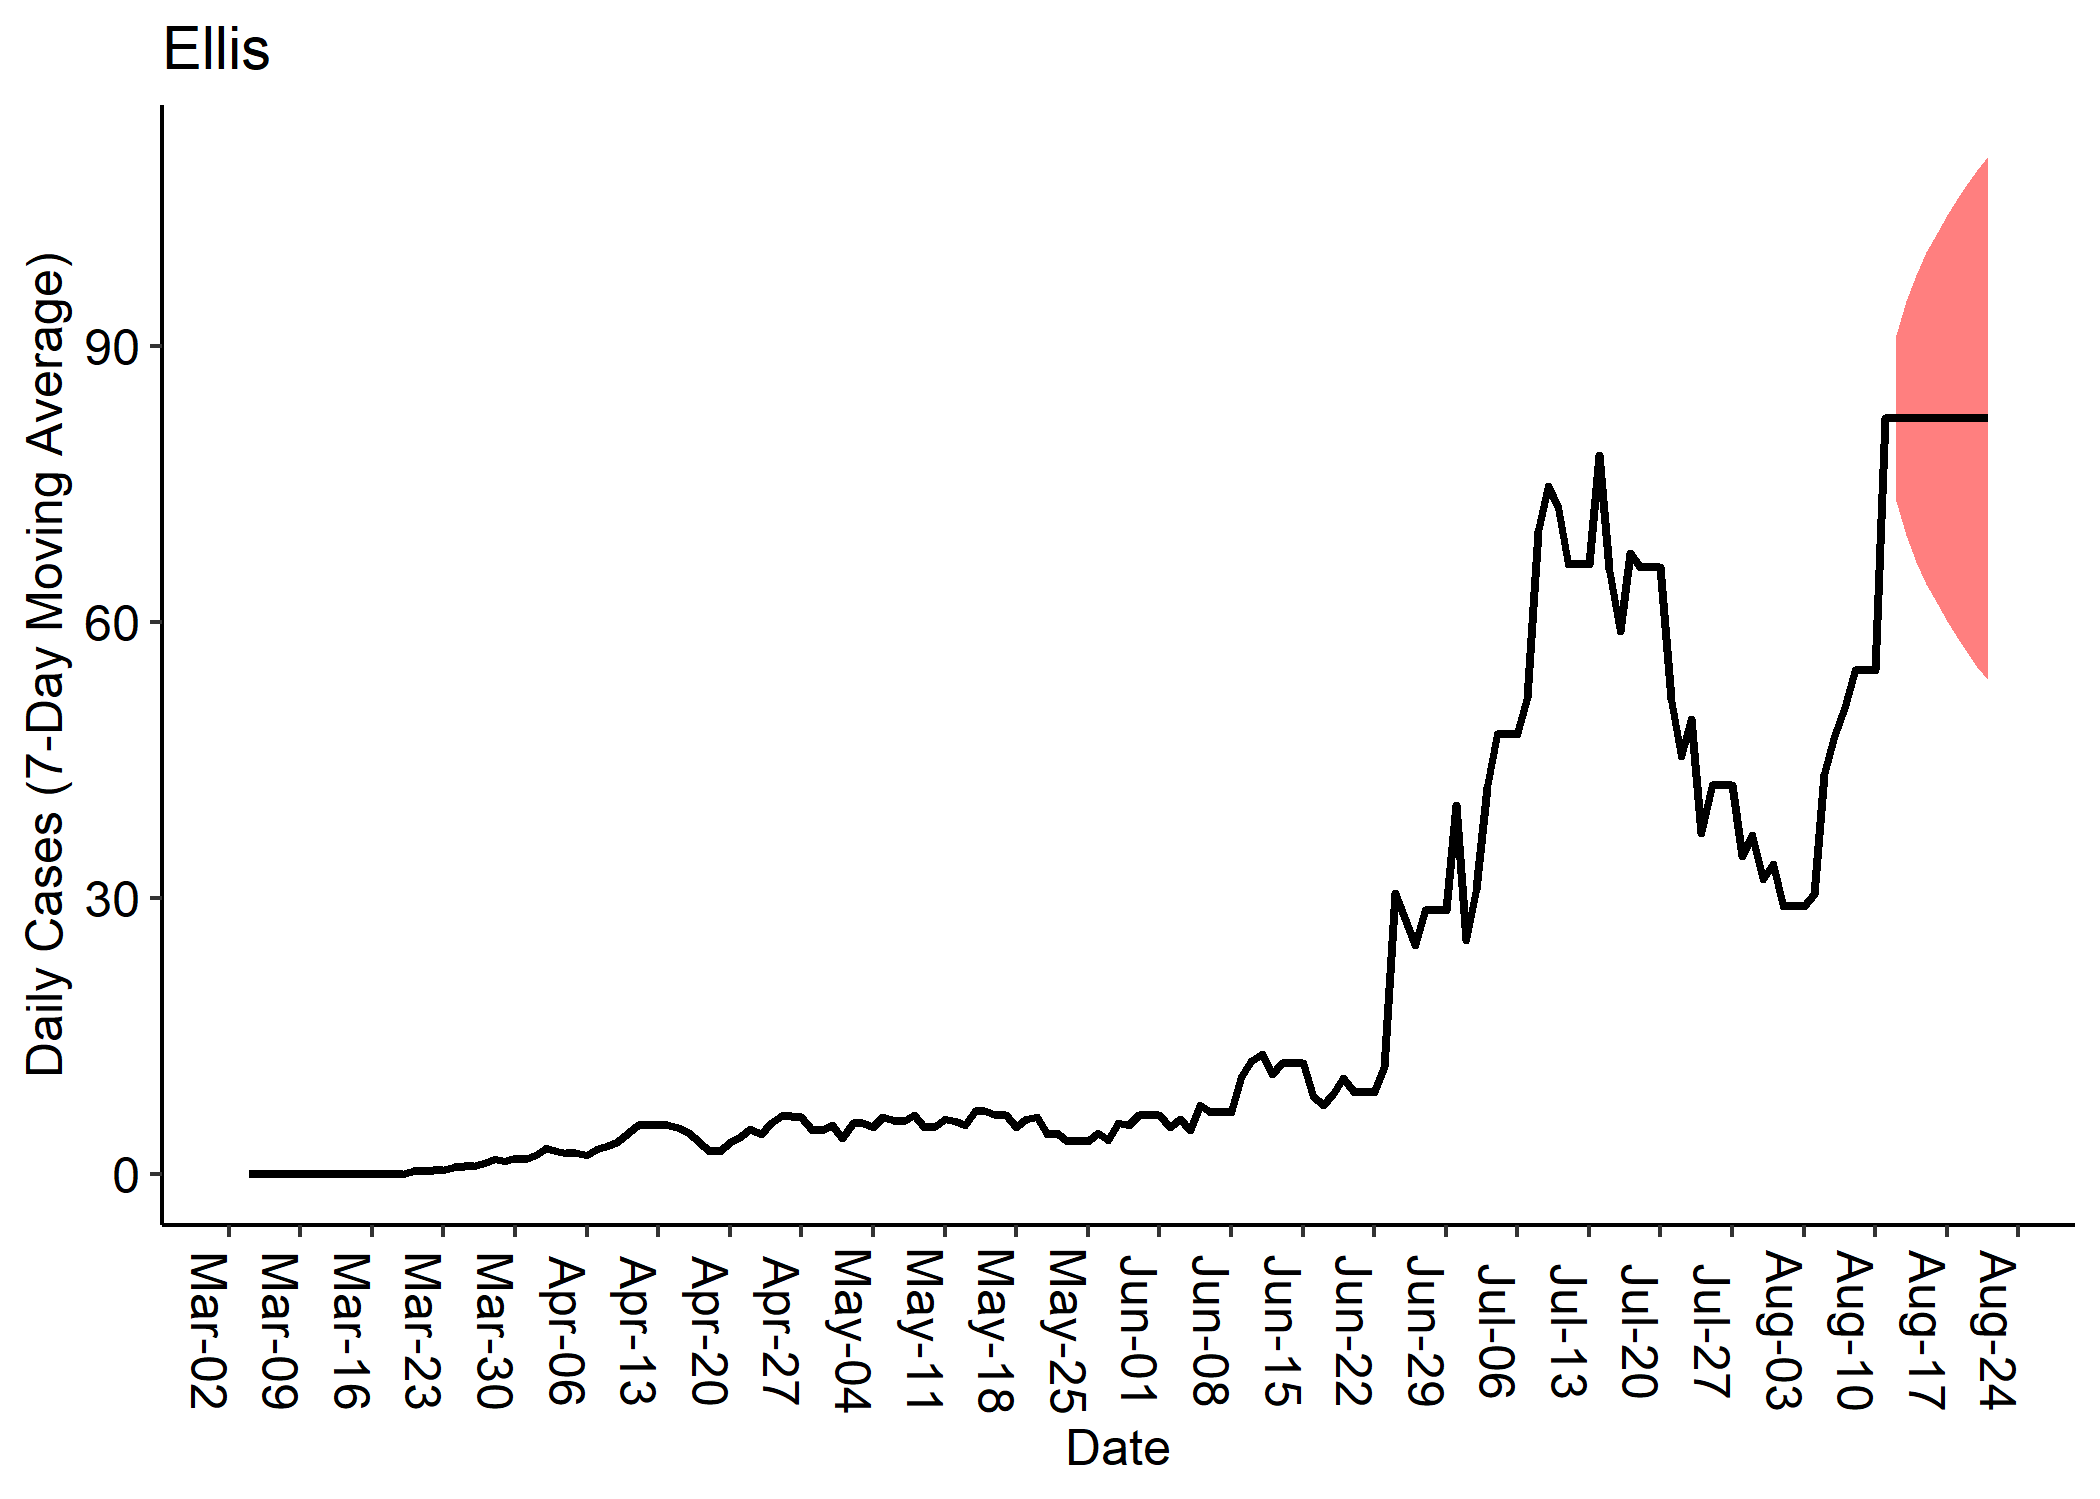 Ellis
Daily Cases (7-Day Moving Average)
90
60
30
0
Mar-02
Mar-09
Mar-16
Mar-23
Mar-30
Apr-06
Apr-13
Apr-20
Apr-27
May-04
May-11
May-18
May-25
Jun-01
Jun-08
Jun-15
Jun-22
Jun-29
Jul-06
Jul-13
Jul-20
Jul-27
Aug-03
Aug-10
Aug-17
Aug-24
Date